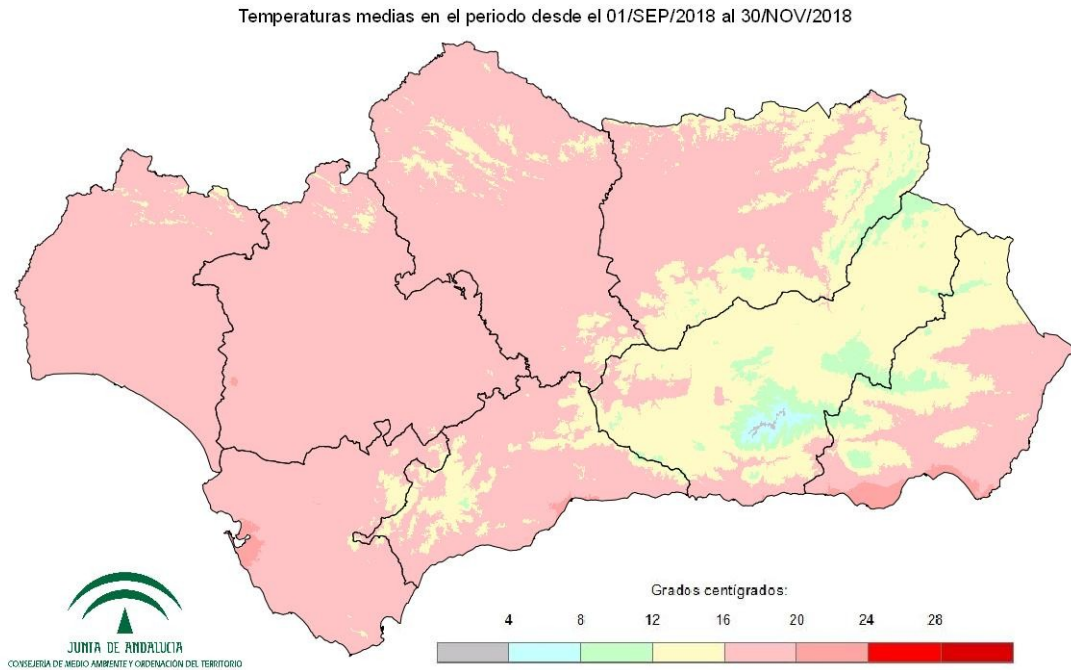 Temperaturas medias en el periodo desde el 01/SEP/2018 al 30/NOV/2018
Grados centígrados:
4 8 12 16 20 24 28
JUNTA DE ANDALUCIA
CONSEJERIA DE MEDIO AMBIENTE Y ORDENACIÓN DEL TERRITORIO